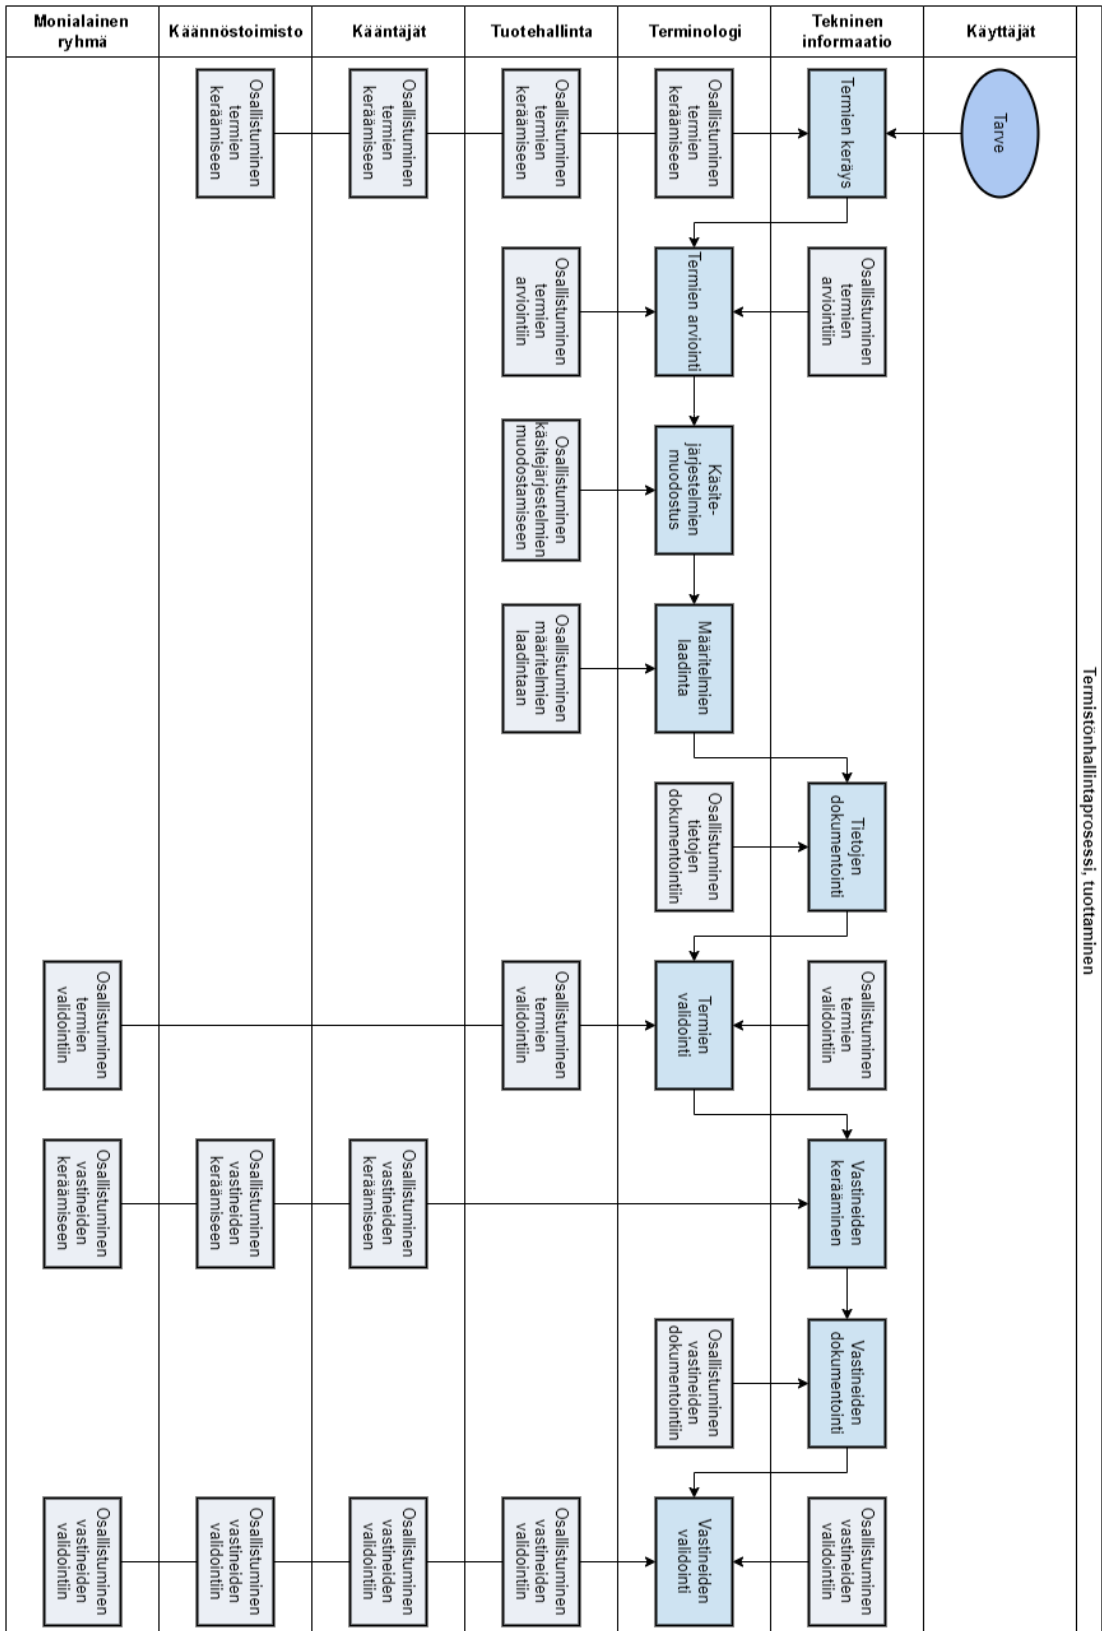 Termistönhallintaprosessi, tuottaminen
Monialainen
ryhmä
Käännöstoimisto
Kääntäjät
Tuotehallinta
Terminologi
Tekninen
informaatio
Käyttäjät
Osallistuminen
termien
keräämiseen
Osallistuminen
termien
keräämiseen
Osallistuminen
termien
keräämiseen
Osallistuminen
termien
keräämiseen
Termien keräys
Tarve
Osallistuminen
termien
arviointiin
Termien arviointi
Osallistuminen
termien
arviointiin
Osallistuminen
käsitejärjestelmien
muodostamiseen
Käsite-
järjestelmien
muodostus
Osallistuminen
määritelmien
laadintaan
Määritelmien
laadinta
Osallistuminen
tietojen
dokumentointiin
Tietojen
dokumentointi
Osallistuminen
termien
validointiin
Osallistuminen
termien
validointiin
Termien
validointi
Osallistuminen
termien
validointiin
Osallistuminen
vastineiden
keräämiseen
Osallistuminen
vastineiden
keräämiseen
Osallistuminen
vastineiden
keräämiseen
Vastineiden
kerääminen
Osallistuminen
vastineiden
dokumentointiin
Vastineiden
dokumentointi
Osallistuminen
vastineiden
validointiin
Osallistuminen
vastineiden
validointiin
Osallistuminen
vastineiden
validointiin
Osallistuminen
vastineiden
validointiin
Vastineiden
validointi
Osallistuminen
vastineiden
validointiin